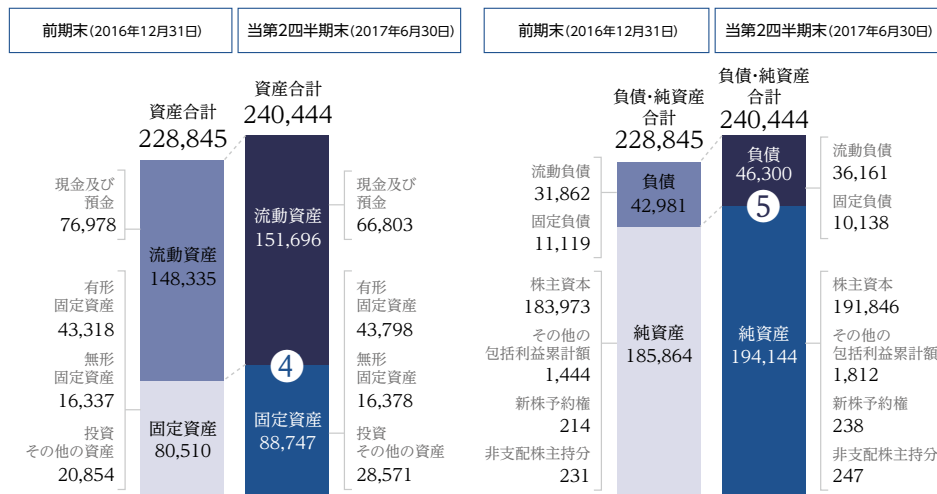 前期末(2016年12月31日)
当第2四半期末(2017年6月30日)
資産合計
228,845
資産合計
240,444
現金及び
預金
76,978
流動資産
148,335
有形
固定資産
43,318
無形
固定資産
16,337
投資
その他の資産
20,854
固定資産
80,510
流動資産
151,696
4
固定資産
88,747
現金及び
預金
66,803
有形
固定資産
43,798
無形
固定資産
16,378
投資
その他の資産
28,571
前期末(2016年12月31日)
当第2四半期末(2017年6月30日)
負債・純資産
合計
228,845
負債・純資産
合計
240,444
流動負債
31,862
固定負債
11,119
負債
42,981
株主資本
183,973
その他の
包括利益累計額
1,444
新株予約権
214
非支配株主持分
231
純資産
185,864
負債
46,300
5
純資産
194,144
流動負債
36,161
固定負債
10,138
株主資本
191,846
その他の
包括利益累計額
1,812
新株予約権
238
非支配株主持分
247